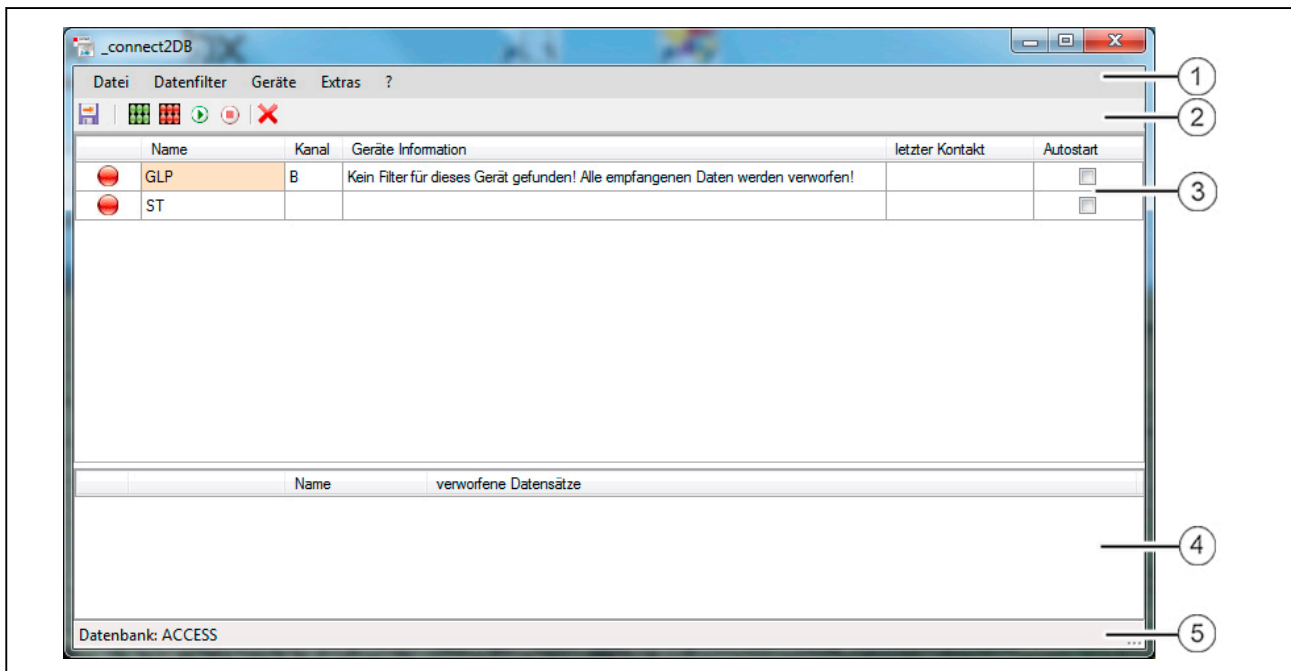 _connect2DB
Datei Datenfilter Geräte Extras ?
1
2
Name Kanal Geräte Information letzter Kontakt Autostart
GLP B Kein Filter für dieses Gerät gefunden! Alle empfangenen Daten werden verworfen!
3
ST
Name verworfene Datensätze
4
Datenbank: ACCESS
5